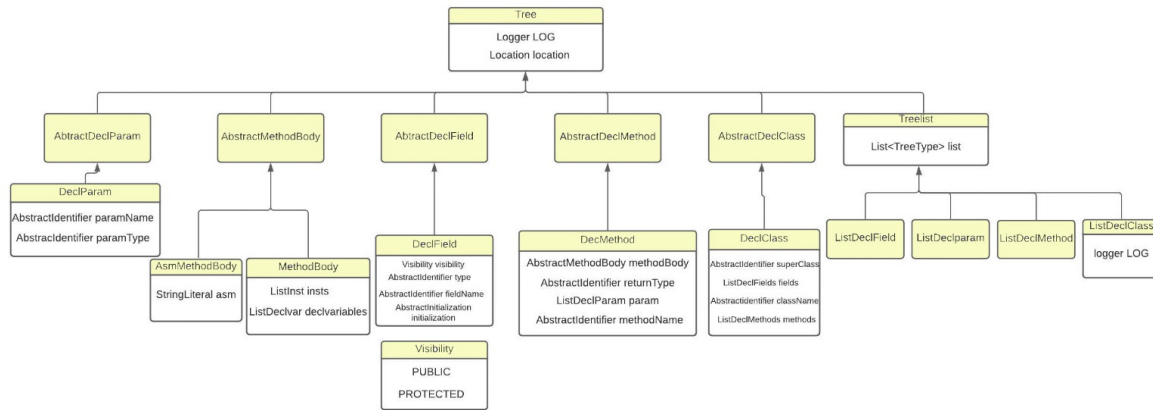 Tree
Logger LOG
Location location
AbtractDeclParam
AbstractMethodBody
AbtractDeclField
AbstractDeclMethod
AbstractDeclClass
Treelist
List<TreeType> list
DeclParam
AbstractIdentifier paramName
AbstracIdentifier paramType
AsmMethodBody
StringLiteral asm
MethodBody
ListInst insts
ListDeclvar declvariables
DeclField
Visibility visibility
AbstractIdentifier type
AbstractIdentifier fieldName
AbstractInitialization
initialization
Visibility
PUBLIC
PROTECTED
DecMethod
AbstractMethodBody methodBody
AbstractIdentifier returnType
ListDeclParam param
AbstractIdentifier methodName
DeclClass
AbstractIdentifier superClass
ListDeclFields fields
Abstractidentifier className
ListDeclMethods methods
ListDeclField
ListDeclparam
ListDeclMethod
ListDeclClass
logger LOG